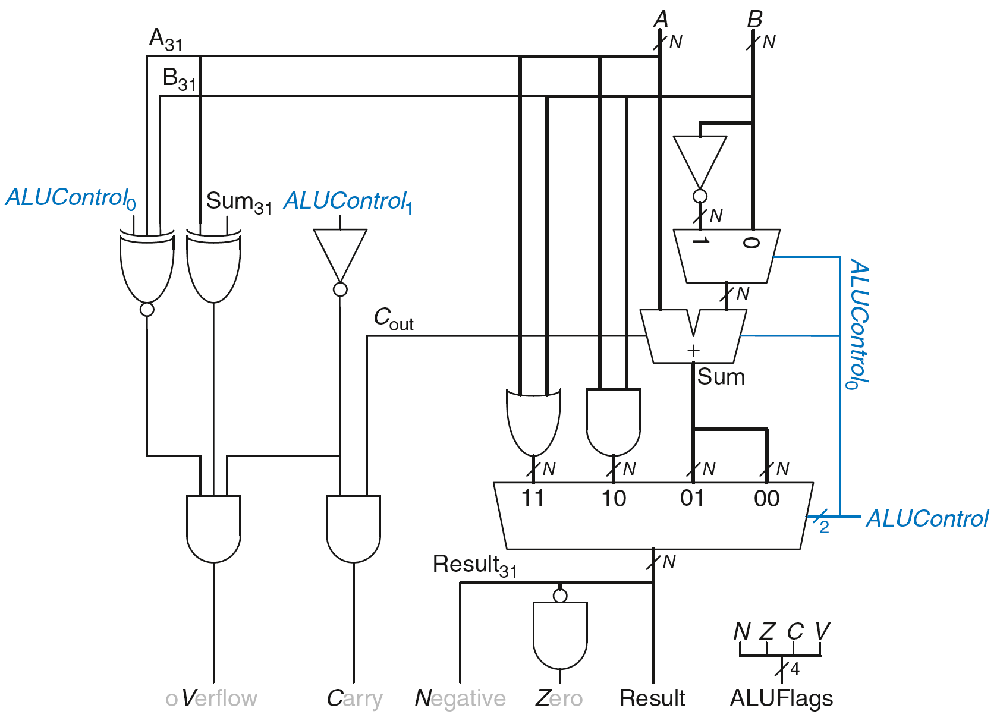 A B
A31 N N
B31
ALUControl0 Sum31 ALUControl1
N
1 0
ALUControl0
N
Cout
+
Sum
N N N N
11 10 01 00
2 ALUControl
Result31 N
N Z C V
4
oVerflow Carry Negative Zero Result ALUFlags